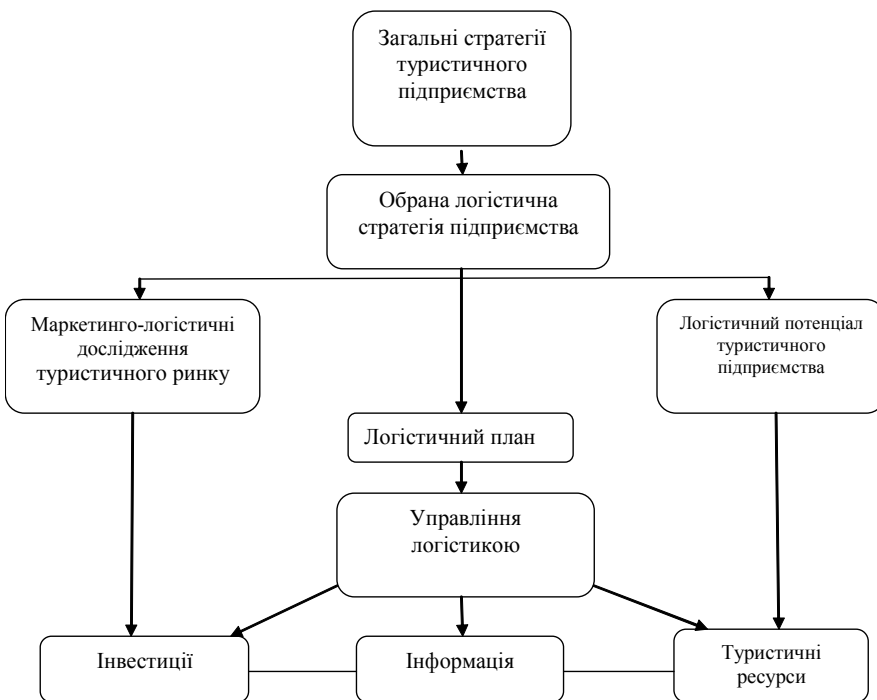 Загальні стратегії
туристичного
підприємства
Обрана логістична
стратегія підприємства
Маркетинго-логістичні
дослідження
туристичного ринку
Логістичний потенціал
туристичного
підприємства
Логістичний план
Управління
логістикою
Інвестиції
Інформація
Туристичні
ресурси